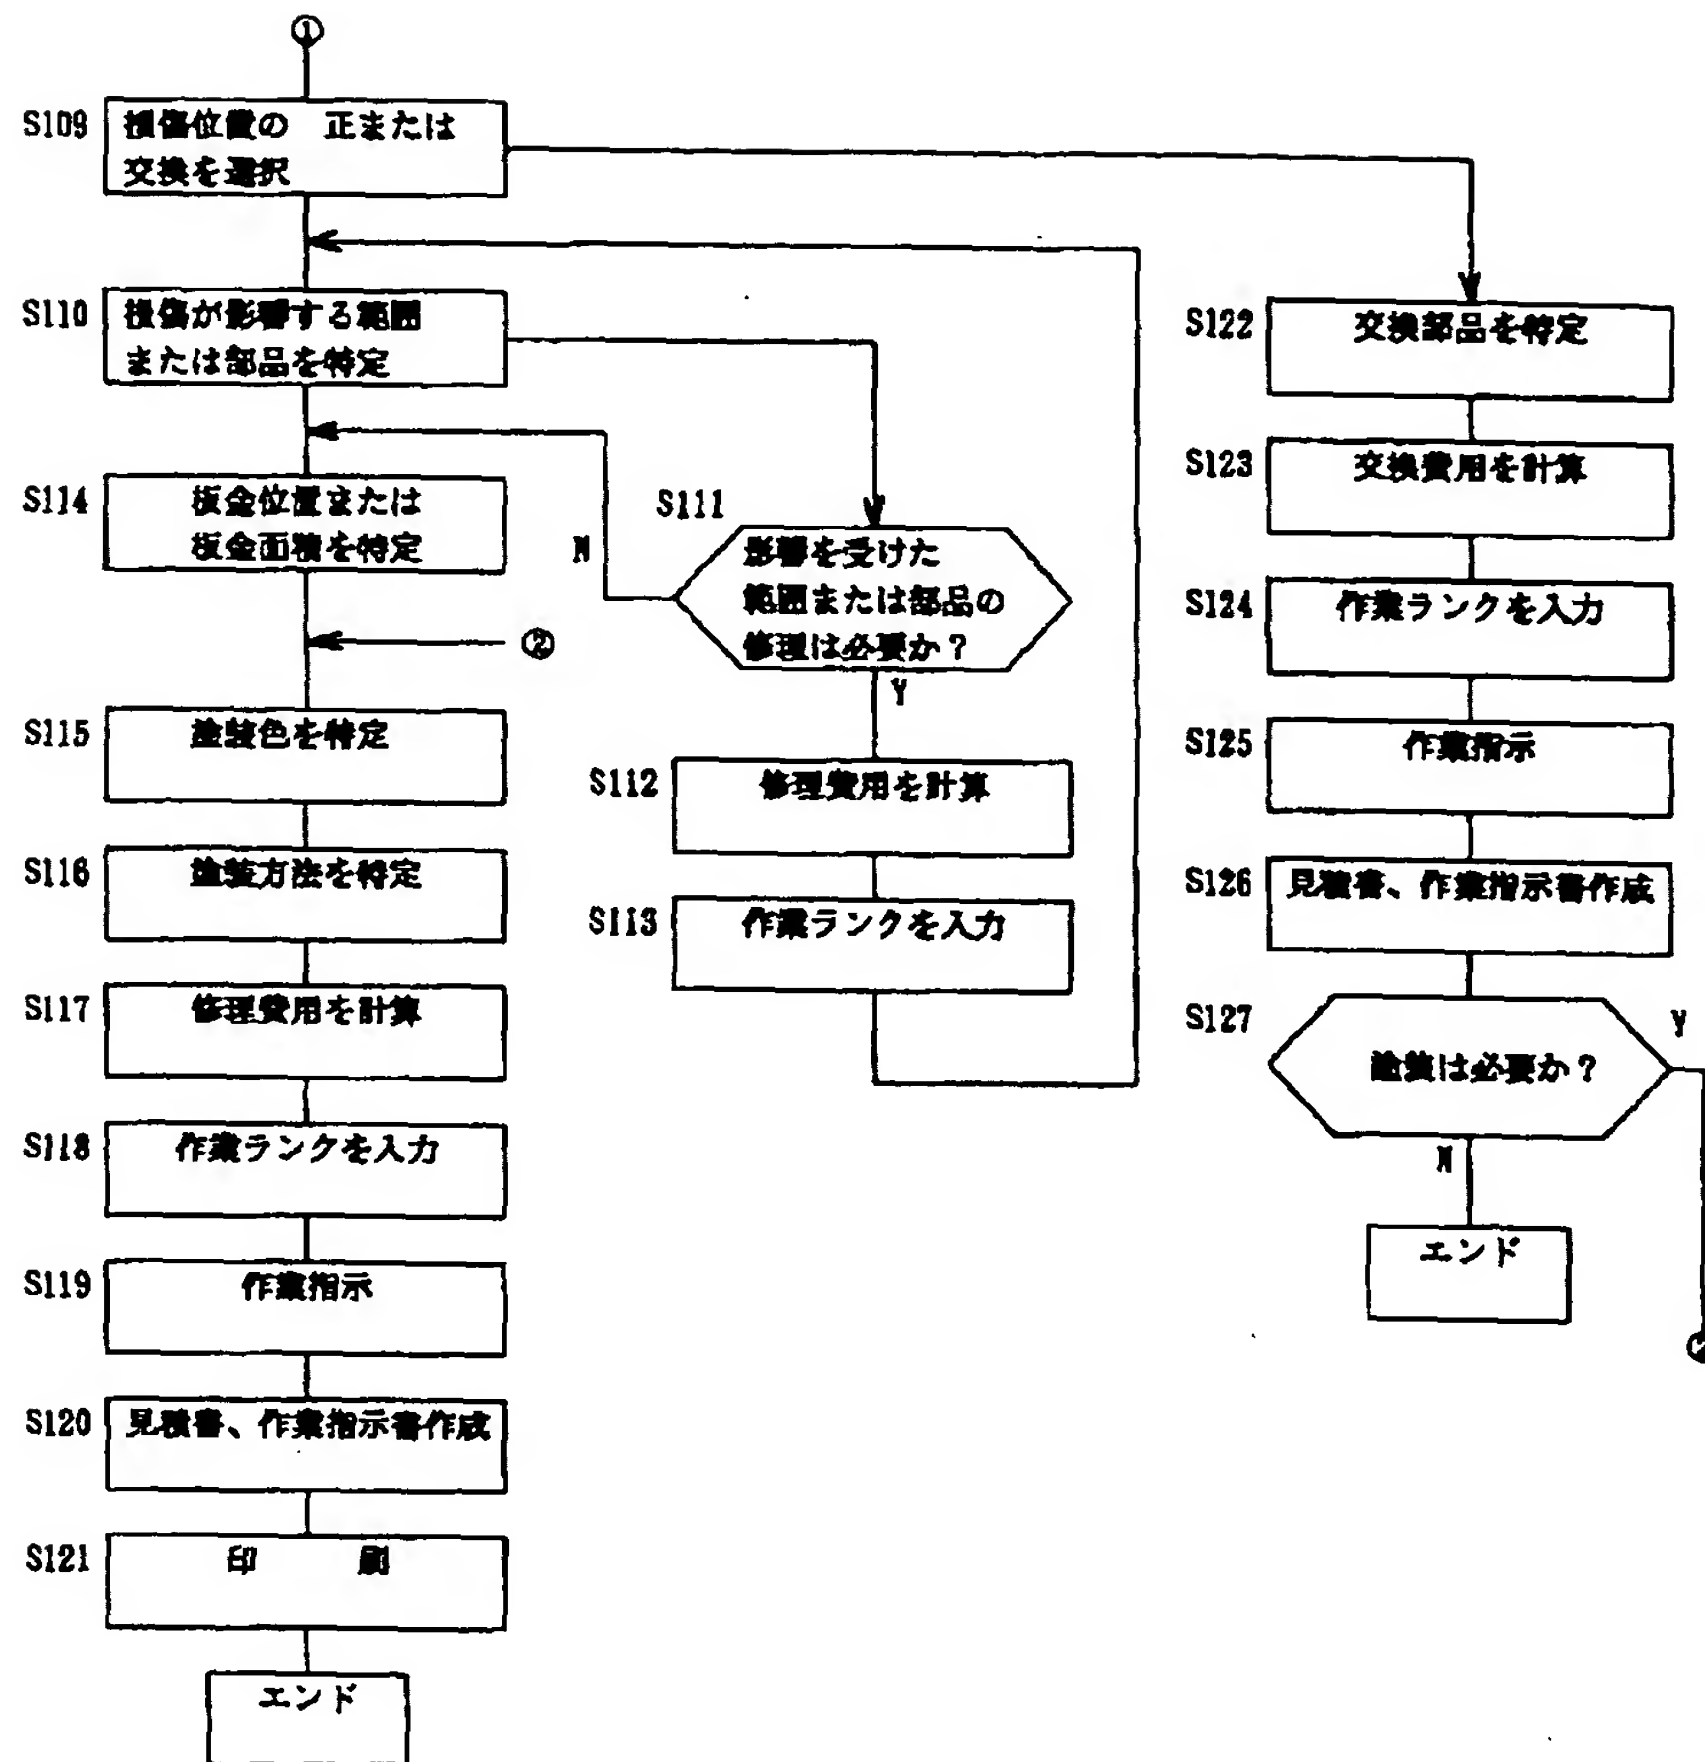 ①
S109
損傷位置の 正または
交換を選択
S110
損傷が影響する範囲
または部品を特定
S114
板金位置または
板金面積を特定
②
S115
塗装色を特定
S116
塗装方法を特定
S117
修理費用を計算
S118
作業ランクを入力
S119
作業指示
S120
見積書、作業指示書作成
S121
印 刷
エンド
S111
影響を受けた
範囲または部品の
修理は必要か?
N
Y
S112
修理費用を計算
S113
作業ランクを入力
S122
交換部品を特定
S123
交換費用を計算
S124
作業ランクを入力
S125
作業指示
S126
見積書、作業指示書作成
S127
塗装は必要か?
Y
N
エンド